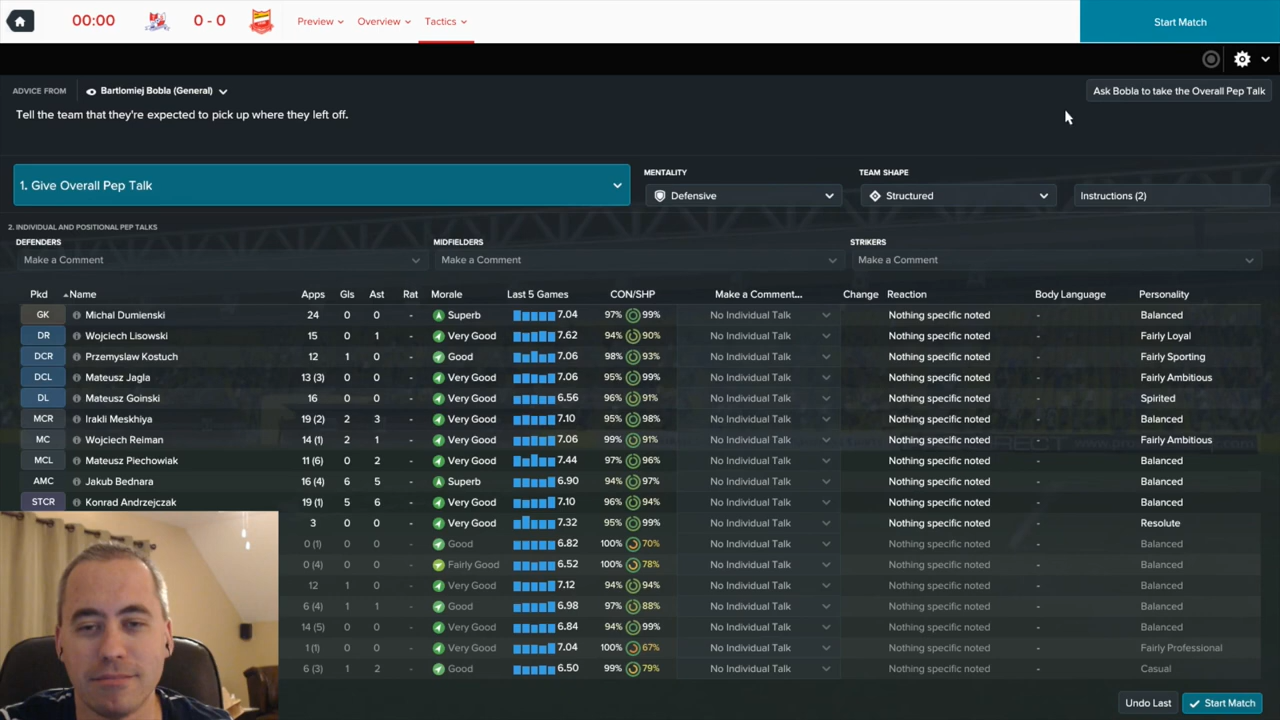 00:00 0 - 0 Preview Overview Tactics Start Match
ADVICE FROM Bartlomiej Bobla (General) Ask Bobla to take the Overall Pep Talk
Tell the team that they're expected to pick up where they left off.
MENTALITY TEAM SHAPE
1. Give Overall Pep Talk Defensive Structured Instructions (2)
2. INDIVIDUAL AND POSITIONAL PEP TALKS
DEFENDERS MIDFIELDERS STRIKERS
Make a Comment Make a Comment Make a Comment
Pkd Name Apps Gls Ast Rat Morale Last 5 Games CON/SHP Make a Comment... Change Reaction Body Language Personality
GK Michal Dumienski 24 0 0 - Superb 7.04 97% 99% No Individual Talk Nothing specific noted - Balanced
DR Wojciech Lisowski 15 0 1 - Very Good 7.62 94% 90% No Individual Talk Nothing specific noted - Fairly Loyal
DCR Przemyslaw Kostuch 12 1 0 - Good 7.06 98% 93% No Individual Talk Nothing specific noted - Fairly Sporting
DCL Mateusz Jagla 13 (3) 0 0 - Very Good 7.06 95% 99% No Individual Talk Nothing specific noted - Fairly Ambitious
DL Mateusz Goinski 16 0 0 - Very Good 6.56 96% 91% No Individual Talk Nothing specific noted - Spirited
MCR Irakli Meskhiya 19 (2) 2 3 - Very Good 7.10 95% 98% No Individual Talk Nothing specific noted - Balanced
MC Wojciech Reiman 14 (1) 2 1 - Very Good 7.06 99% 91% No Individual Talk Nothing specific noted - Fairly Ambitious
MCL Mateusz Piechowiak 11 (6) 0 2 - Very Good 7.44 97% 96% No Individual Talk Nothing specific noted - Balanced
AMC Jakub Bednara 16 (4) 6 5 - Superb 6.90 94% 97% No Individual Talk Nothing specific noted - Balanced
STCR Konrad Andrzejczak 19 (1) 5 6 - Very Good 7.10 96% 94% No Individual Talk Nothing specific noted - Balanced
3 0 0 - Very Good 7.32 95% 99% No Individual Talk Nothing specific noted - Resolute
0 (1) 0 0 - Good 6.82 100% 70% No Individual Talk Nothing specific noted - Balanced
0 (4) 0 0 - Fairly Good 6.52 100% 78% No Individual Talk Nothing specific noted - Balanced
12 1 0 - Very Good 7.12 94% 94% No Individual Talk Nothing specific noted - Balanced
6 (4) 1 1 - Good 6.98 97% 88% No Individual Talk Nothing specific noted - Balanced
14 (5) 0 0 - Very Good 6.84 94% 99% No Individual Talk Nothing specific noted - Balanced
1 (1) 0 0 - Very Good 7.04 100% 67% No Individual Talk Nothing specific noted - Fairly Professional
6 (3) 1 2 - Good 6.50 99% 79% No Individual Talk Nothing specific noted - Casual
Undo Last Start Match